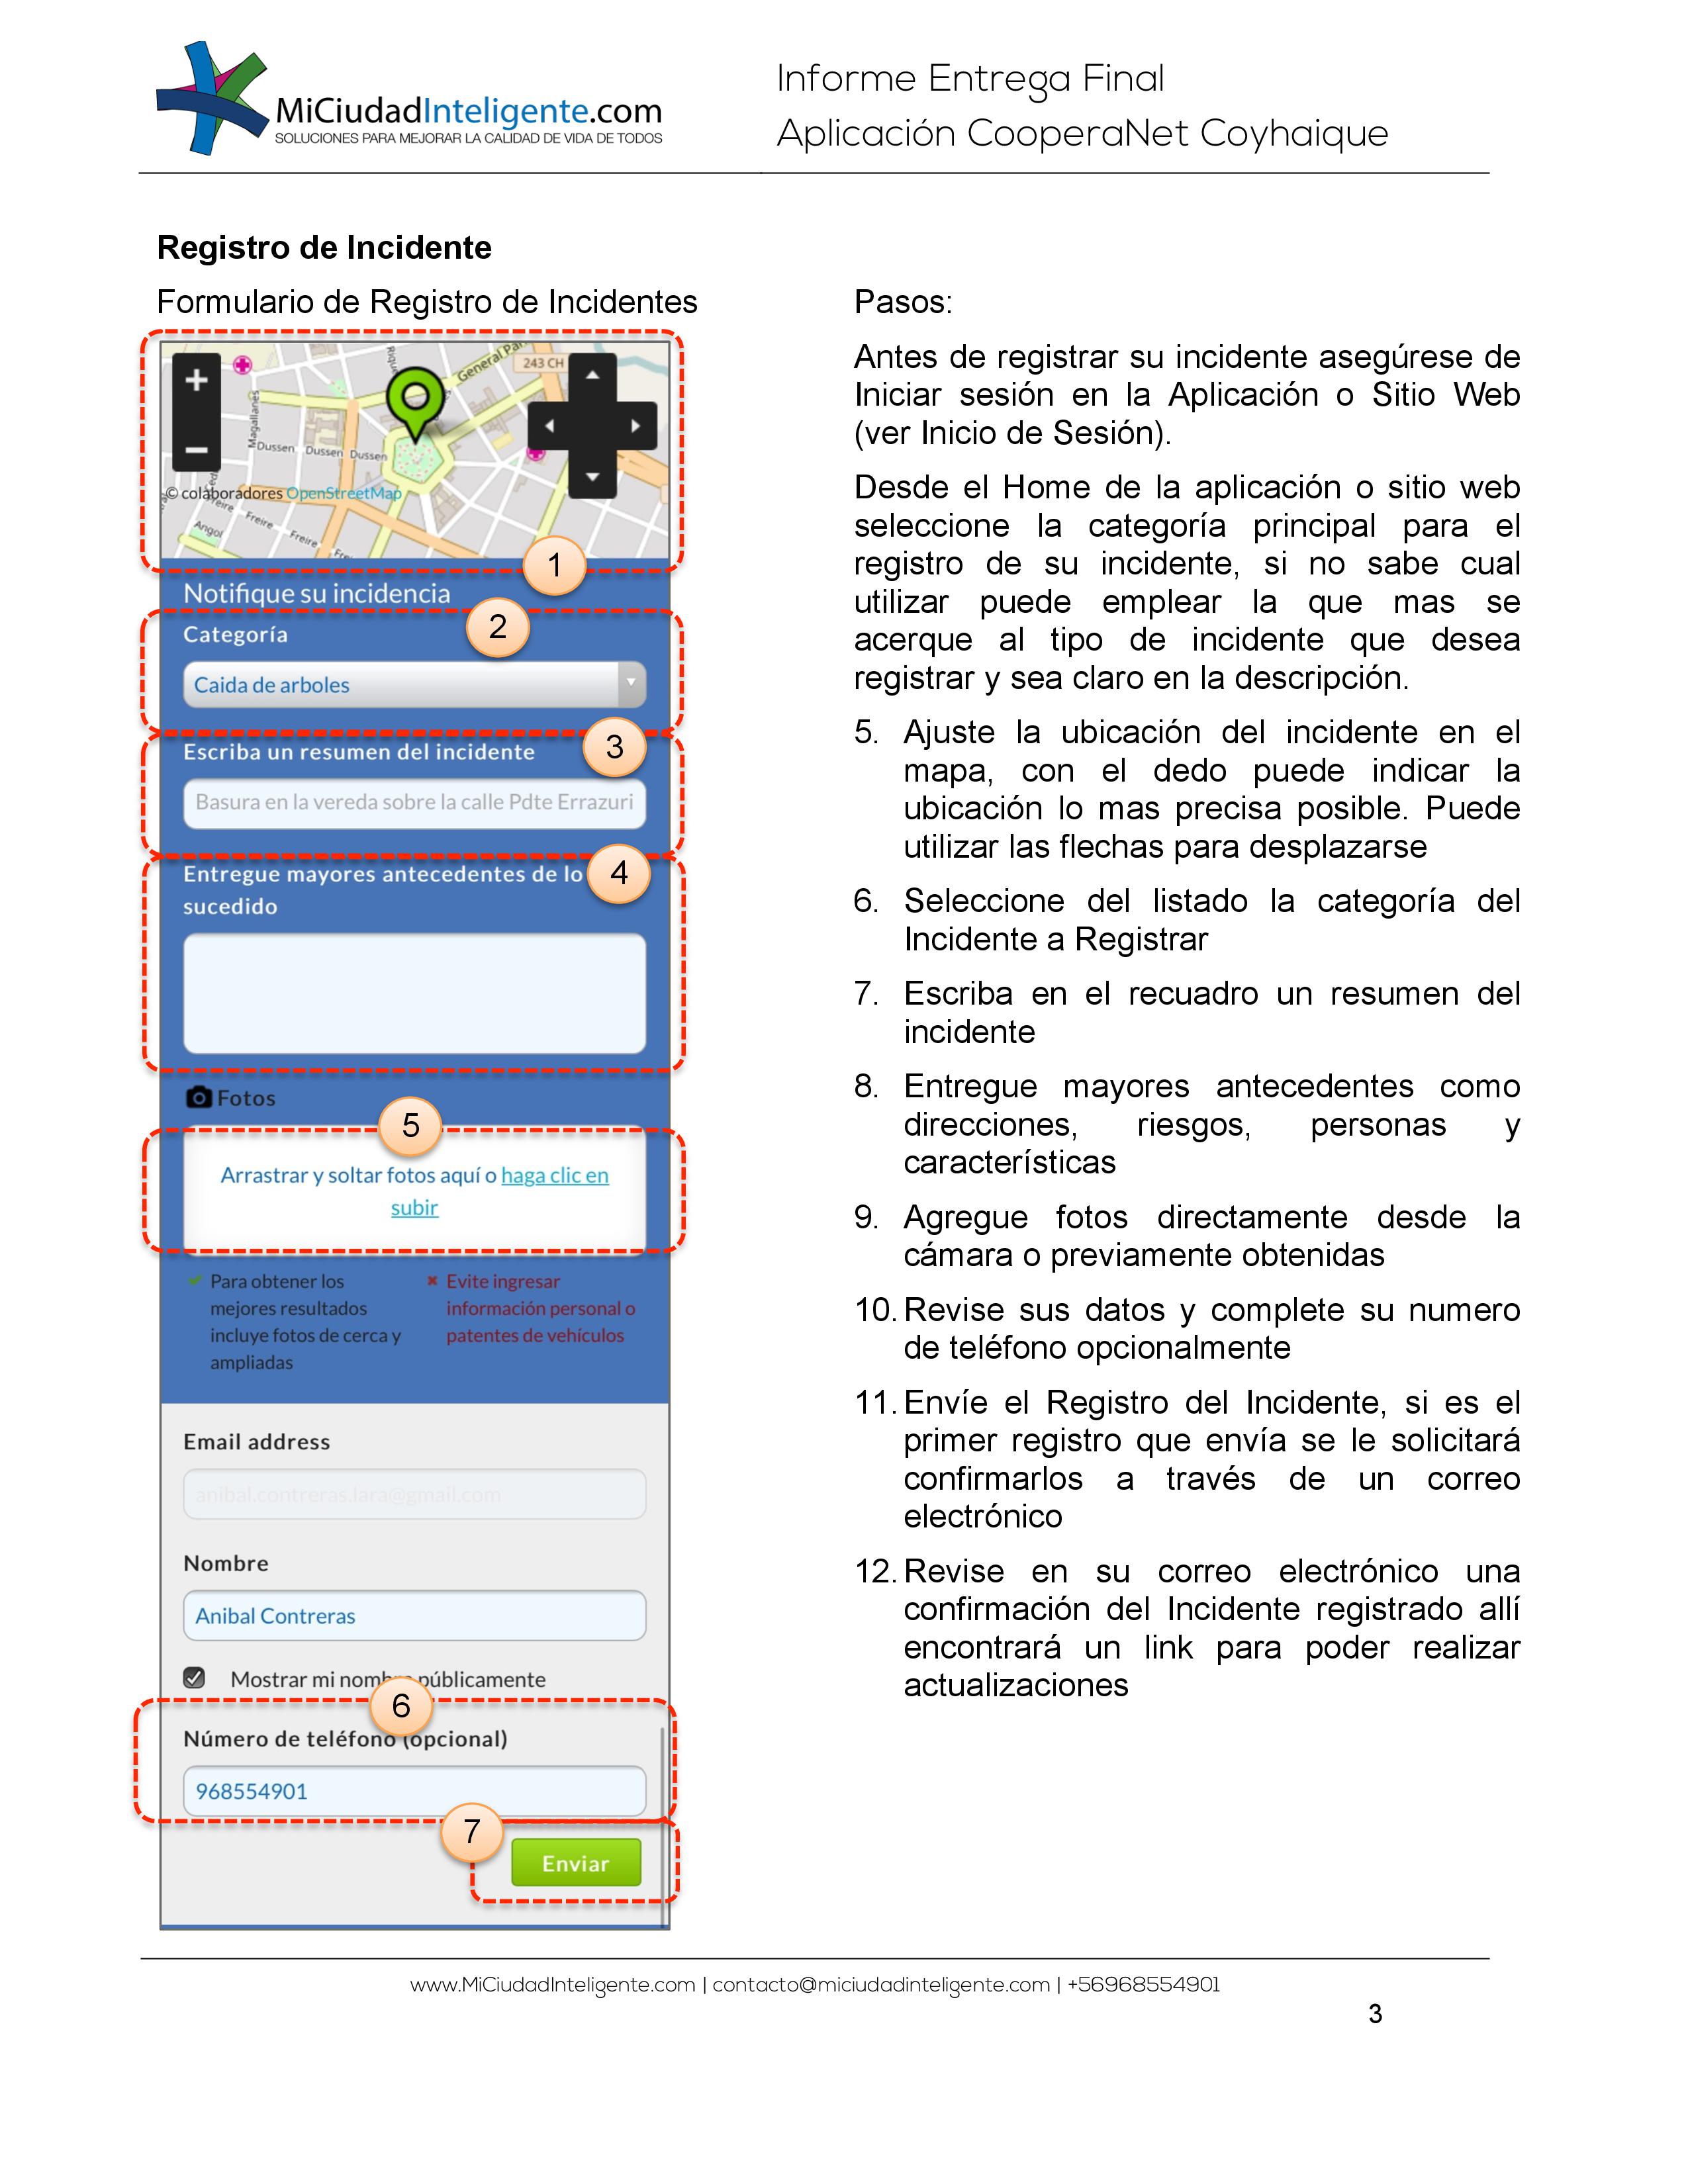 MiCiudadInteligente.com
SOLUCIONES PARA MEJORAR LA CALIDAD DE VIDA DE TODOS
Informe Entrega Final
Aplicación CooperaNet Coyhaique
Registro de Incidente
Formulario de Registro de Incidentes
+
−
243 CH
Magallanes
Dussen Dussen Dussen
© colaboradores OpenStreetMap
Freire Freire
Angol
Freire
1
Notifique su incidencia
2
Categoría
Caida de arboles
3
Escriba un resumen del incidente
Basura en la vereda sobre la calle Pdte Errazuri
4
Entregue mayores antecedentes de lo
sucedido
Fotos
5
Arrastrar y soltar fotos aquí o haga clic en
subir
Para obtener los
mejores resultados
incluye fotos de cerca y
ampliadas
Evite ingresar
información personal o
patentes de vehículos
Email address
anibal.contreras.lara@gmail.com
Nombre
Anibal Contreras
Mostrar mi nombre públicamente
6
Número de teléfono (opcional)
968554901
7
Enviar
Pasos:
Antes de registrar su incidente asegúrese de
Iniciar sesión en la Aplicación o Sitio Web
(ver Inicio de Sesión).
Desde el Home de la aplicación o sitio web
seleccione la categoría principal para el
registro de su incidente, si no sabe cual
utilizar puede emplear la que mas se
acerque al tipo de incidente que desea
registrar y sea claro en la descripción.
5. Ajuste la ubicación del incidente en el
mapa, con el dedo puede indicar la
ubicación lo mas precisa posible. Puede
utilizar las flechas para desplazarse
6. Seleccione del listado la categoría del
Incidente a Registrar
7. Escriba en el recuadro un resumen del
incidente
8. Entregue mayores antecedentes como
direcciones, riesgos, personas y
características
9. Agregue fotos directamente desde la
cámara o previamente obtenidas
10. Revise sus datos y complete su numero
de teléfono opcionalmente
11. Envíe el Registro del Incidente, si es el
primer registro que envía se le solicitará
confirmarlos a través de un correo
electrónico
12. Revise en su correo electrónico una
confirmación del Incidente registrado allí
encontrará un link para poder realizar
actualizaciones
www.MiCiudadInteligente.com | contacto@miciudadinteligente.com | +56968554901
3